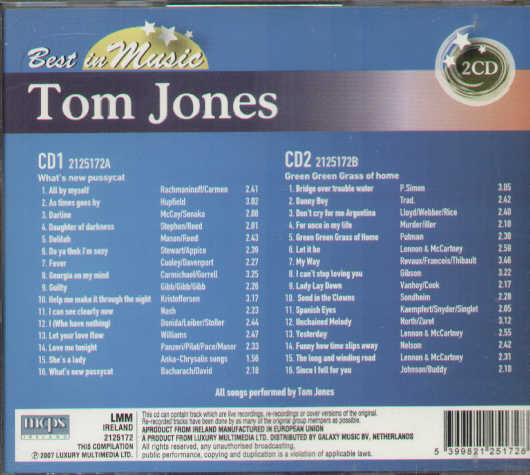 Best in Music
2CD
Tom Jones
CD1 2125172A
What's new pussycat
1. All by myself Rachmaninoff/Carmen 2.41
2. As times goes by Hupfield 3.02
3. Darline McCay/Sonaka 2.08
4. Daughter of darkness Stephen/Reed 2.01
5. Delilah Mason/Reed 2.43
6. Do ya thnk I'm sexy Stewart/Appice 2.39
7. Fever Cooley/Davenport 2.27
8. Georgia on my mind Carmichael/Gorrell 3.25
9. Guilty Gibb/Gibb/Gibb 2.26
10. Help me make it through the night Kristofferson 3.17
11. I can see clearly now Nash 2.23
12. I (Who have nothing) Donida/Leiber/Stoller 2.44
13. Let your love flow Williams 2.47
14. Love me tonight Panzeri/Pilat/Pace/Mason 2.33
15. She's a lady Anka-Chrysalis songs 1.56
16. What's new pussycat Bacharach/David 2.18
CD2 2125172B
Green Green Grass of home
1. Bridge over trouble water P.Simon 3.05
2. Danny Boy Trad. 2.42
3. Don't cry for me Argentina Lloyd/Webber/Rice 2.40
4. For once in my life Murder/iller 2.10
5. Green Green Grass of Home Putman 2.30
6. Let it be Lennon & McCartney 2.50
7. My Way Revaux/Francois/Thibault 3.46
8. I can't stop loving you Gibson 3.22
9. Lady Lay Down Vanhoy/Cook 2.17
10. Send in the Clowns Sondheim 2.28
11. Spanish Eyes Kaempfert/Snyder/Singlet 2.05
12. Unchained Melody North/Zaret 3.12
13. Yesterday Lennon & McCartney 2.55
14. Funny how time slips away Nelson 2.42
15. The long and winding road Lennon & McCartney 2.31
16. Since I fell for you Johnson/Buddy 2.10
All songs performed by Tom Jones
mcps
IRELAND
LMM
IRELAND
2125172
THIS COMPILATION
℗ 2007 LUXURY MULTIMEDIA LTD.
This cd can contain track which are live recordings, re-recordings or cover versions of the original.
Re-recorded tracks have been done by as many of the original group members as possible.
APRODUCT FROM IRELAND MANUFACTURED IN EUROPEAN UNION
A PRODUCT FROM LUXURY MULTIMEDIA LTD. DISTRIBUTED BY GALAXY MUSIC BV. NETHERLANDS
All rights reserved, any unauthorised broadcasting,
public performance, copying and duplication is a violation of applicable laws.
5 399821 25172